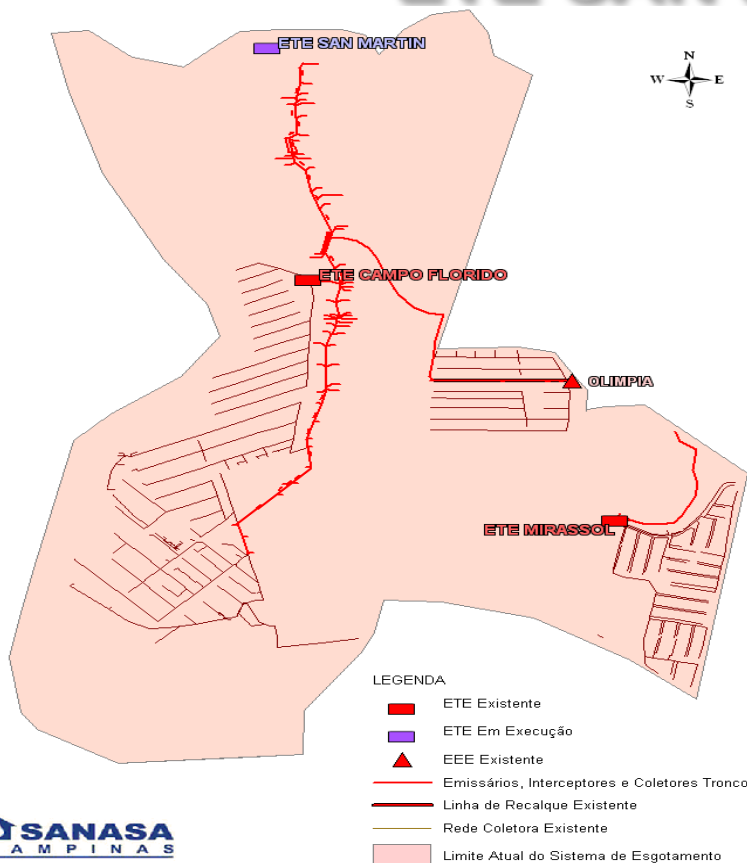 ETE SAN MARTIN
N
W E
S
ETE CAMPO FLORIDO
OLIMPIA
ETE MIRASSOL
LEGENDA
ETE Existente
ETE Em Execução
EEE Existente
Emissários, Interceptores e Coletores Tronco
Linha de Recalque Existente
Rede Coletora Existente
Limite Atual do Sistema de Esgotamento
SANASA
AMPINAS